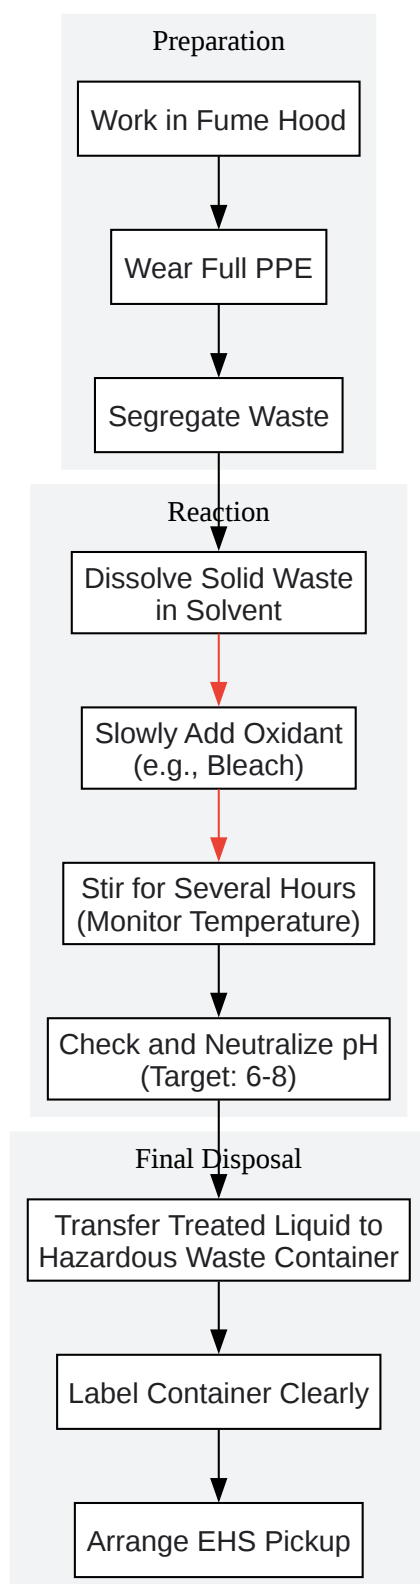 Preparation
Work in Fume Hood
Wear Full PPE
Segregate Waste
Reaction
Dissolve Solid Waste
in Solvent
Slowly Add Oxidant
(e.g., Bleach)
Stir for Several Hours
(Monitor Temperature)
Check and Neutralize pH
(Target: 6-8)
Final Disposal
Transfer Treated Liquid to
Hazardous Waste Container
Label Container Clearly
Arrange EHS Pickup